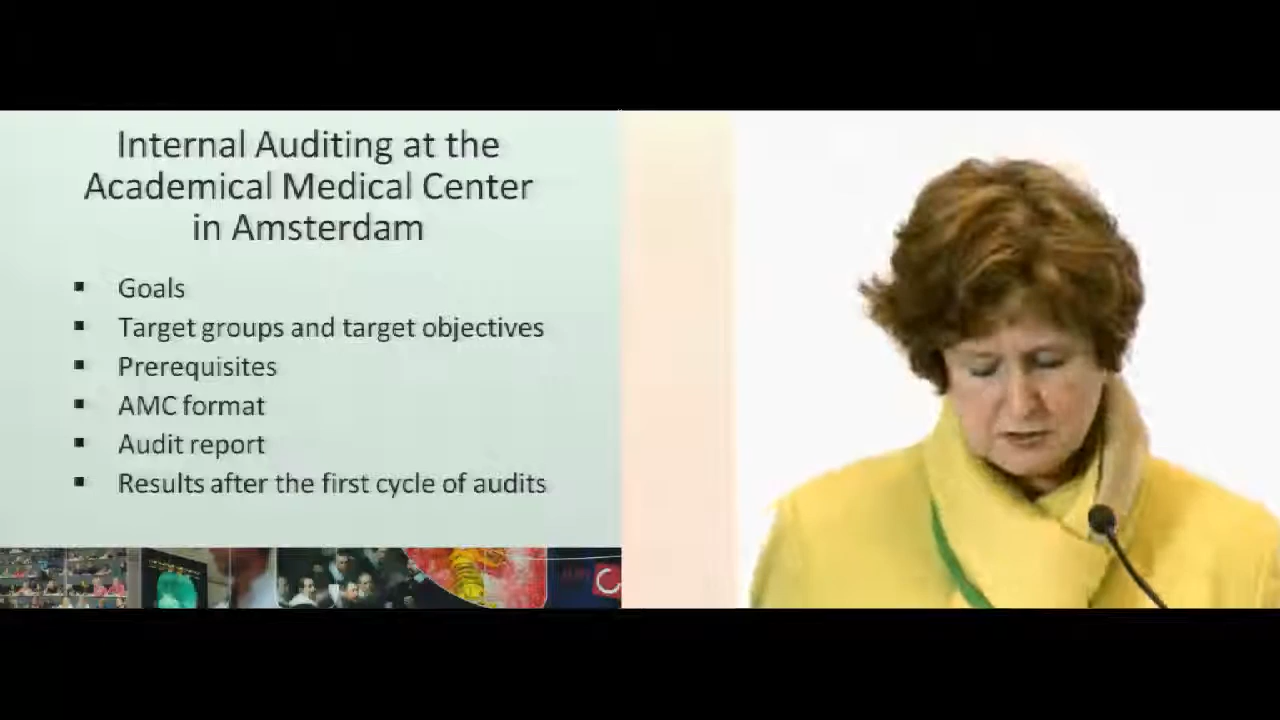 Internal Auditing at the
Academical Medical Center
in Amsterdam
▪ Goals
▪ Target groups and target objectives
▪ Prerequisites
▪ AMC format
▪ Audit report
▪ Results after the first cycle of audits